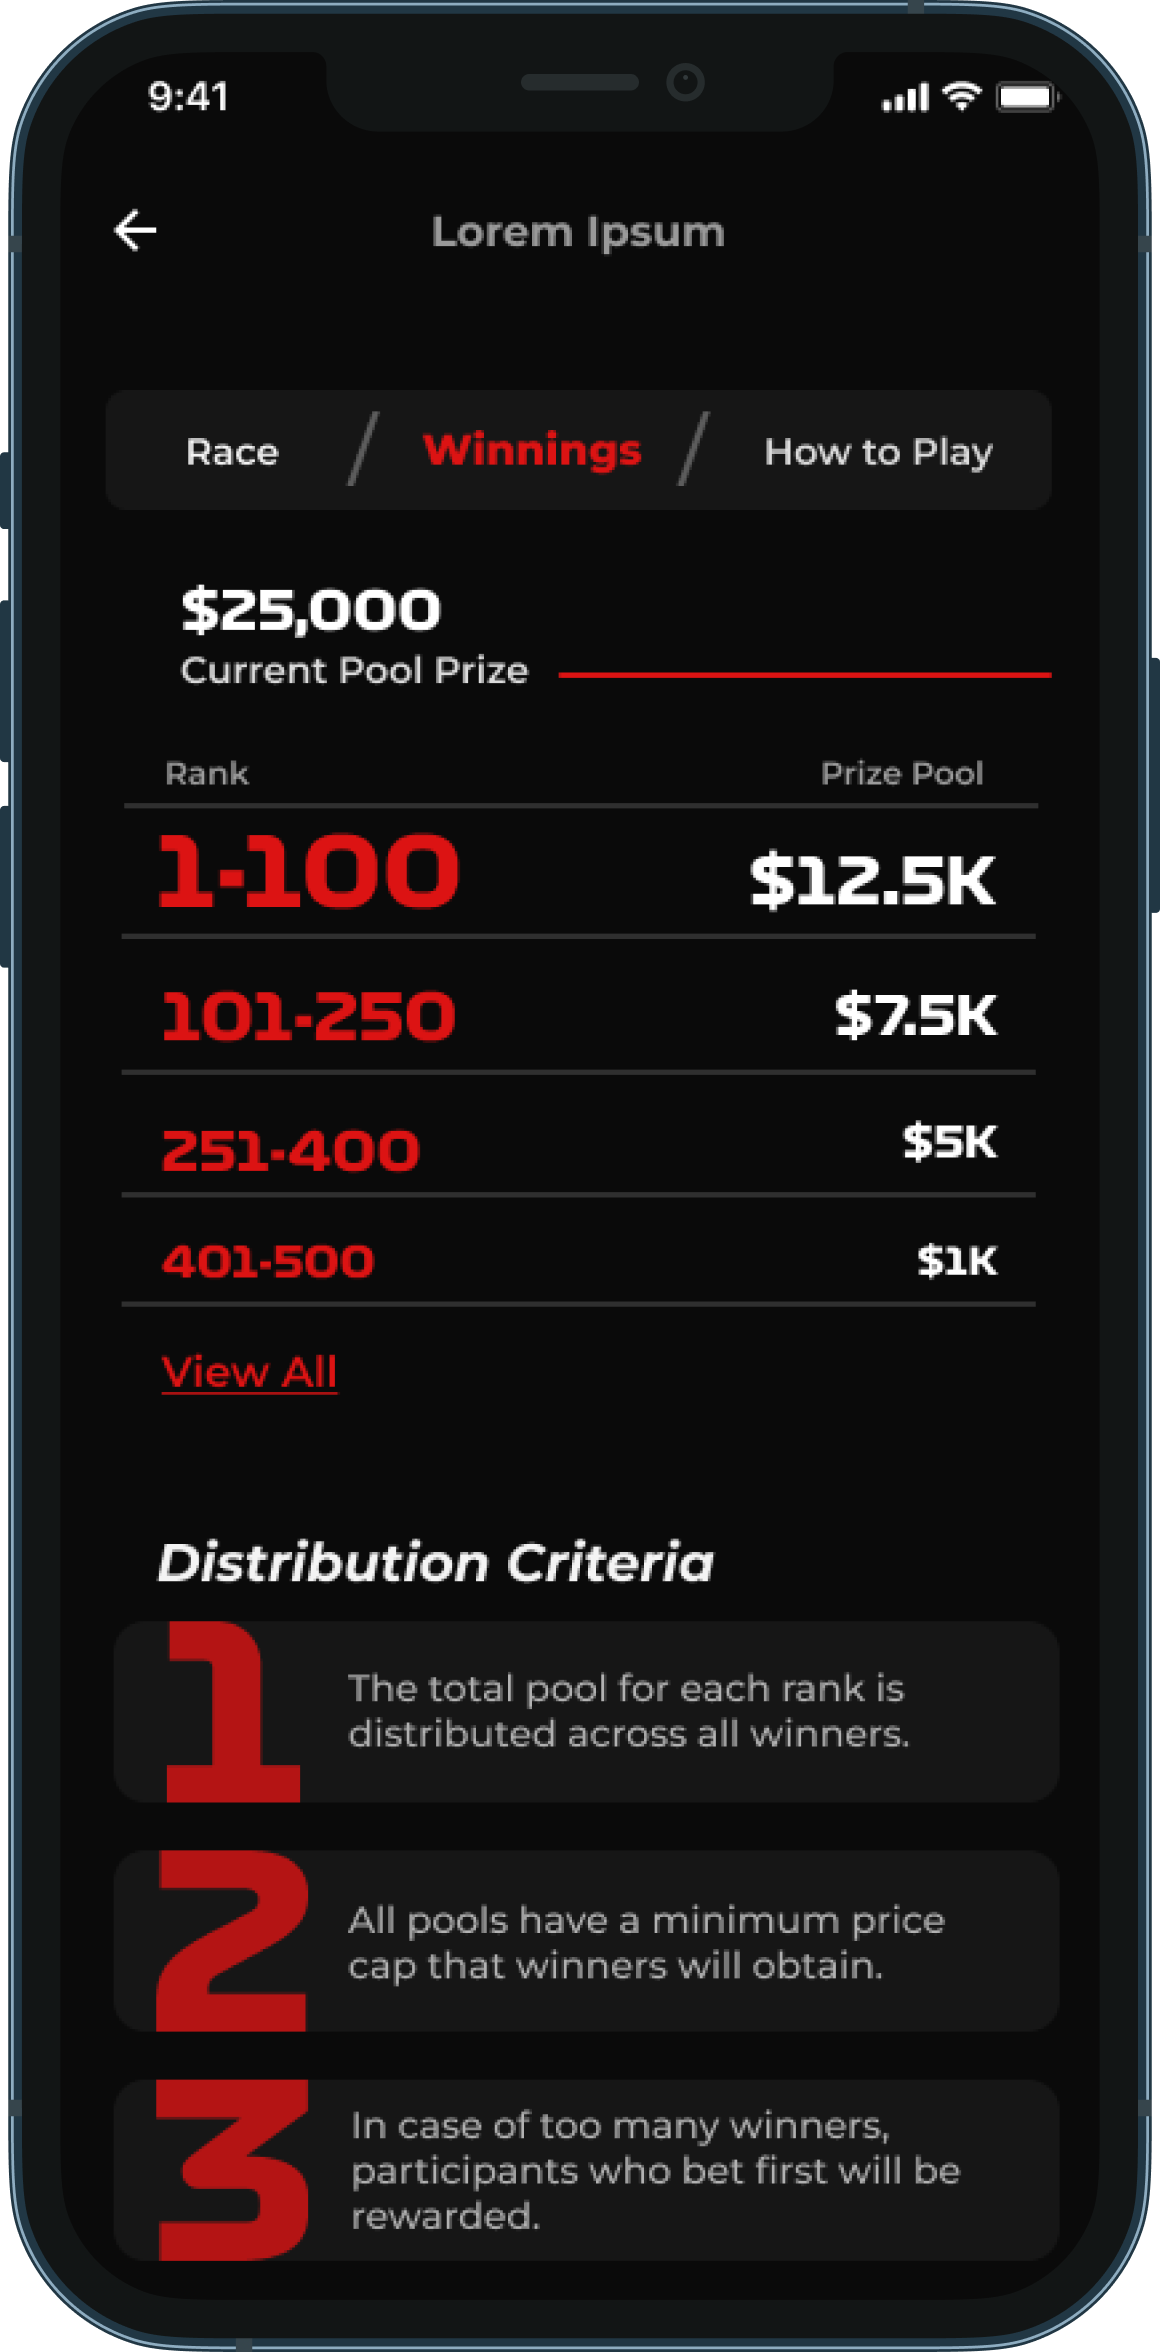 9:41
Lorem Ipsum
Race / Winnings / How to Play
$25,000
Current Pool Prize
Rank Prize Pool
1-100 $12.5K
101-250 $7.5K
251-400 $5K
401-500 $1K
View All
Distribution Criteria
1
The total pool for each rank is
distributed across all winners.
2
All pools have a minimum price
cap that winners will obtain.
3
In case of too many winners,
participants who bet first will be
rewarded.